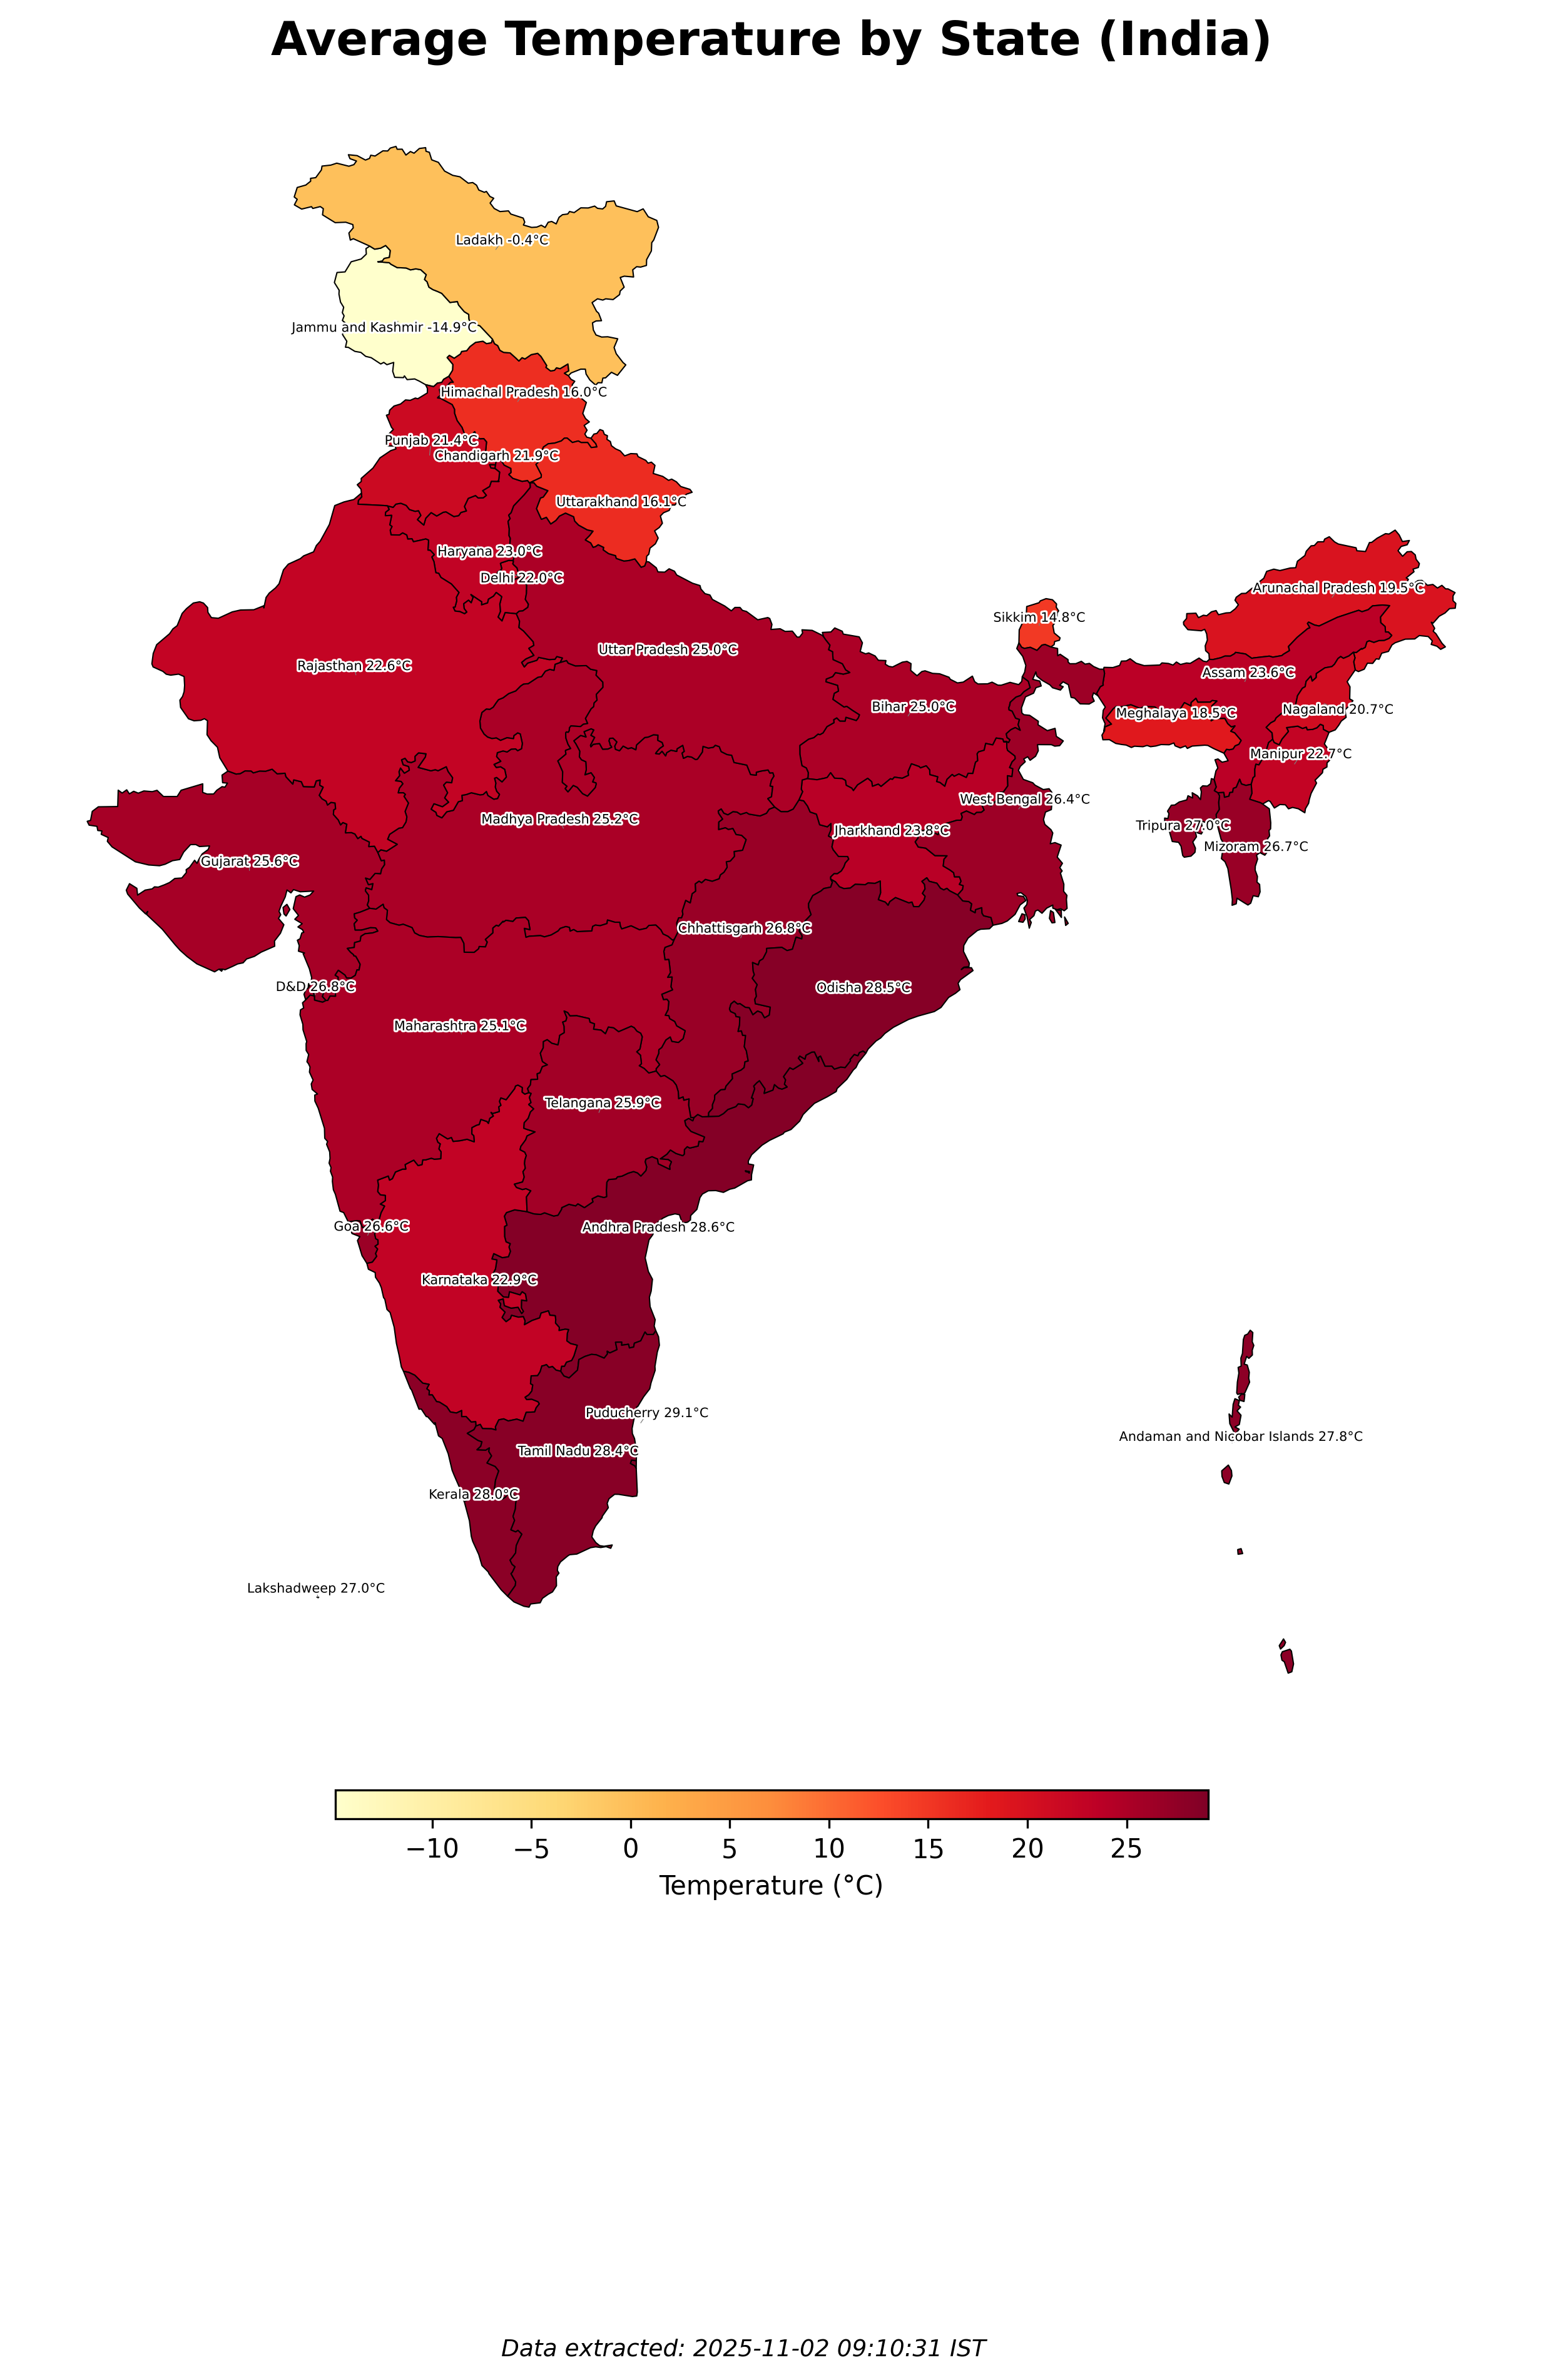 Average Temperature by State (India)
Ladakh -0.4°C
Jammu and Kashmir -14.9°C
Himachal Pradesh 16.0°C
Punjab 21.4°C
Chandigarh 21.9°C
Uttarakhand 16.1°C
Haryana 23.0°C
Delhi 22.0°C
Arunachal Pradesh 19.5°C
Sikkim 14.8°C
Uttar Pradesh 25.0°C
Rajasthan 22.6°C
Assam 23.6°C
Bihar 25.0°C
Nagaland 20.7°C
Meghalaya 18.5°C
Manipur 22.7°C
West Bengal 26.4°C
Madhya Pradesh 25.2°C
Tripura 27.0°C
Jharkhand 23.8°C
Mizoram 26.7°C
Gujarat 25.6°C
Chhattisgarh 26.8°C
D&D 26.8°C
Odisha 28.5°C
Maharashtra 25.1°C
Telangana 25.9°C
Goa 26.6°C
Andhra Pradesh 28.6°C
Karnataka 22.9°C
Puducherry 29.1°C
Andaman and Nicobar Islands 27.8°C
Tamil Nadu 28.4°C
Kerala 28.0°C
Lakshadweep 27.0°C
−10 −5 0 5 10 15 20 25
Temperature (°C)
Data extracted: 2025-11-02 09:10:31 IST